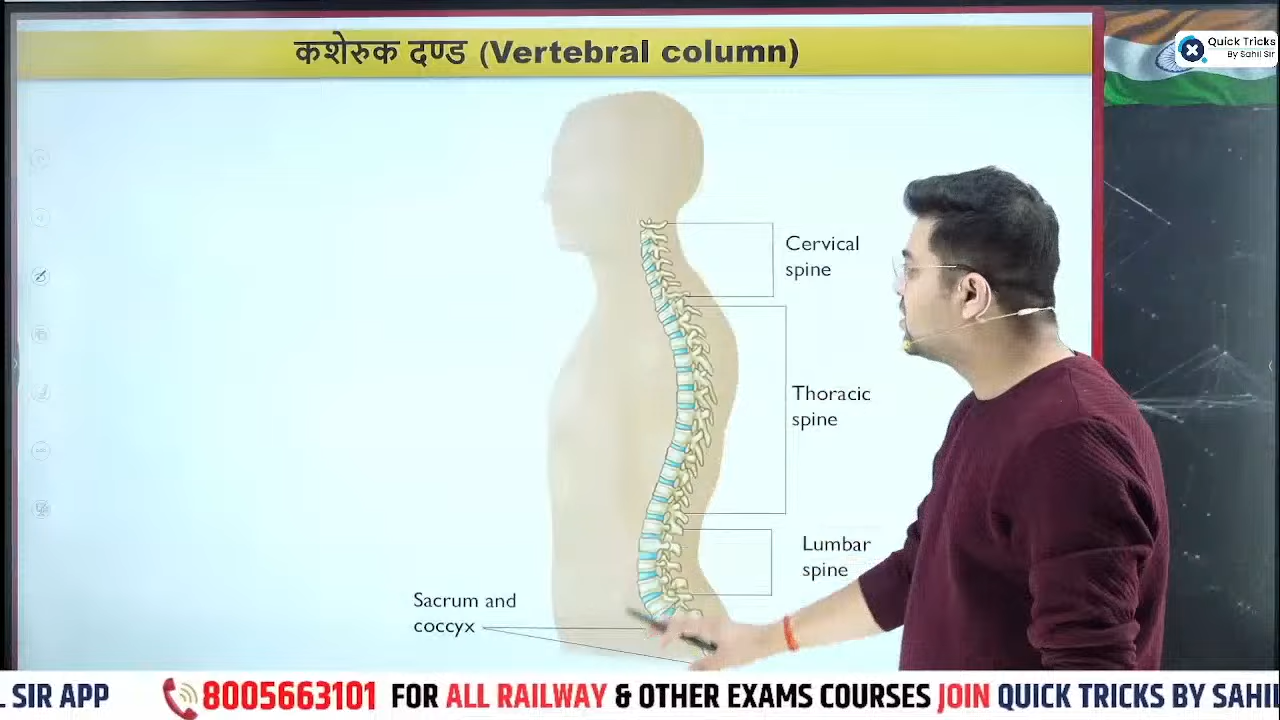 कशेरुक दण्ड (Vertebral column)
Quick Tricks
By Sahil Sir
Cervical
spine
Thoracic
spine
Lumbar
spine
Sacrum and
coccyx
L SIR APP 8005663101 FOR ALL RAILWAY & OTHER EXAMS COURSES JOIN QUICK TRICKS BY SAHI